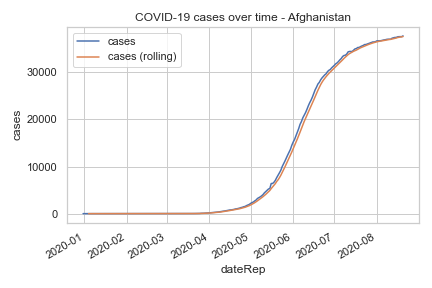 COVID-19 cases over time - Afghanistan
cases
cases (rolling)
30000
20000
10000
0
cases
2020-01
2020-02
2020-03
2020-04
2020-05
2020-06
2020-07
2020-08
dateRep